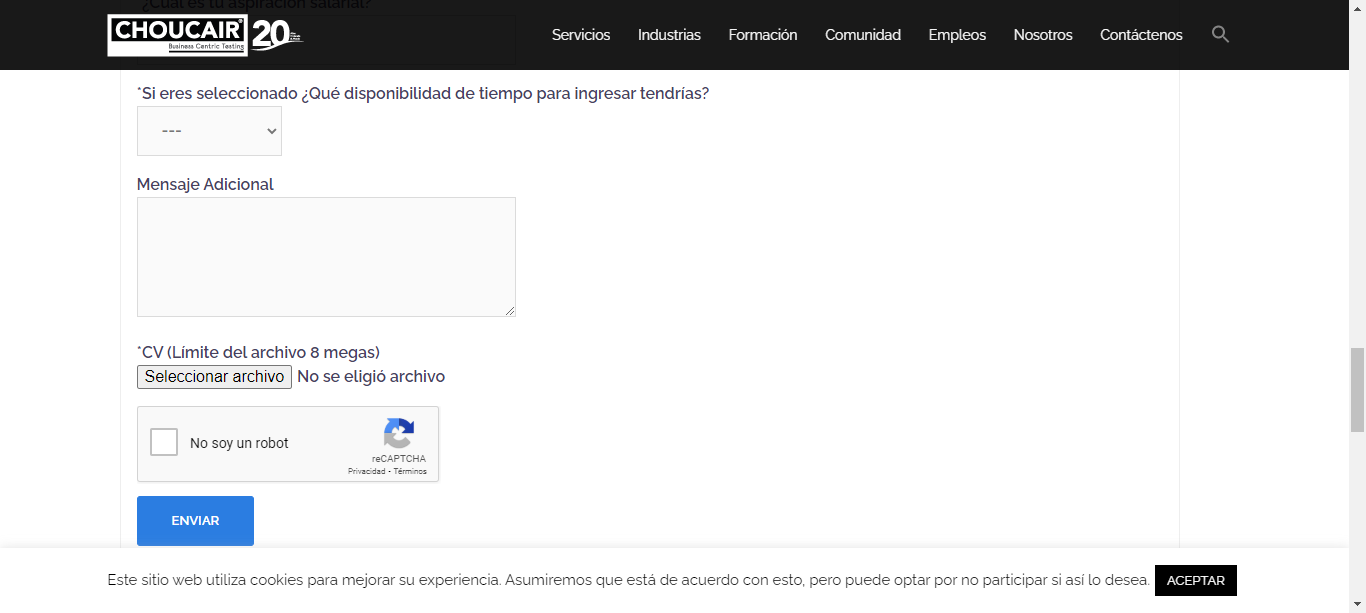 ¿Cuál es tu aspiración salarial?
CHOUCAIR
Business Centric Testing
20
Servicios Industrias Formación Comunidad Empleos Nosotros Contáctenos
*Si eres seleccionado ¿Qué disponibilidad de tiempo para ingresar tendrías?
---
Mensaje Adicional
*CV (Límite del archivo 8 megas)
Seleccionar archivo No se eligió archivo
No soy un robot
reCAPTCHA
Privacidad - Términos
ENVIAR
Este sitio web utiliza cookies para mejorar su experiencia. Asumiremos que está de acuerdo con esto, pero puede optar por no participar si así lo desea. ACEPTAR